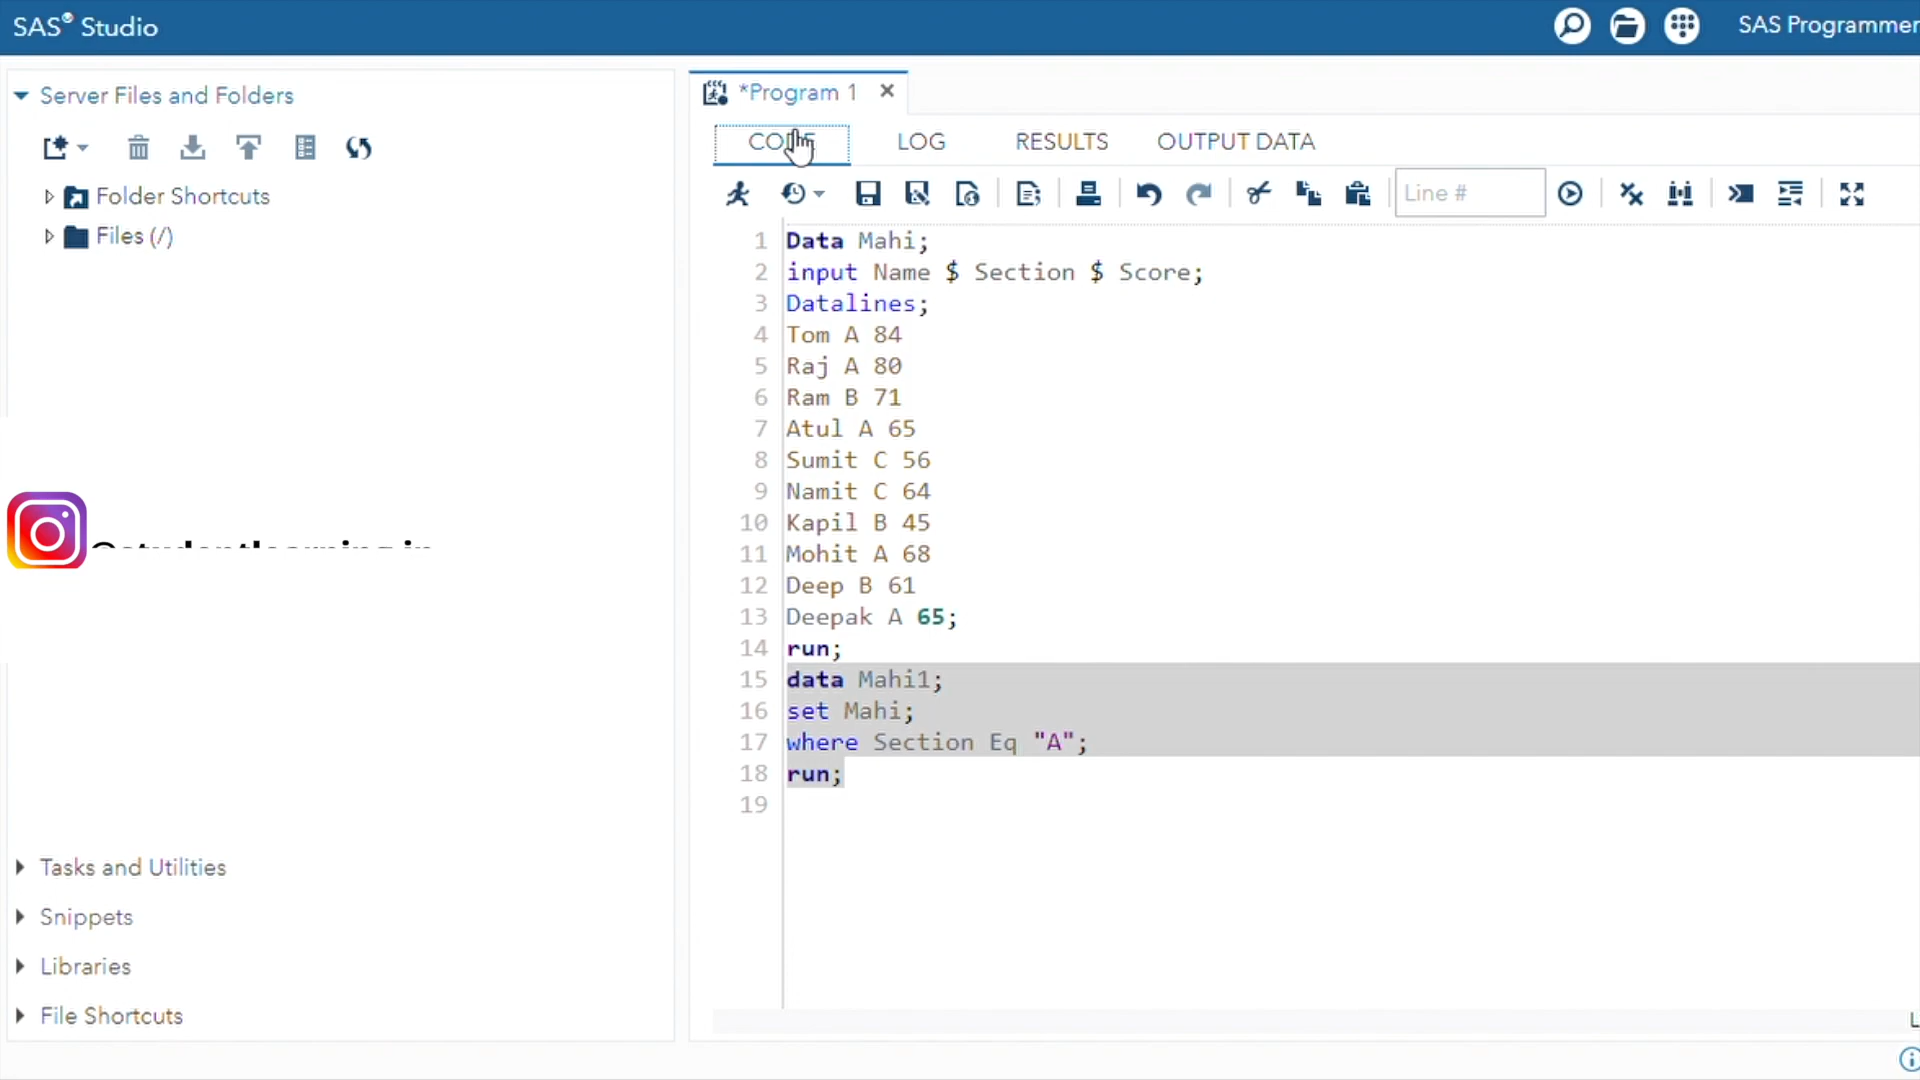 SAS® Studio
SAS Programmer
Server Files and Folders
Folder Shortcuts
Files (/)
Tasks and Utilities
Snippets
Libraries
File Shortcuts
*Program 1
CODE LOG RESULTS OUTPUT DATA
Line #
1 Data Mahi;
2 input Name $ Section $ Score;
3 Datalines;
4 Tom A 84
5 Raj A 80
6 Ram B 71
7 Atul A 65
8 Sumit C 56
9 Namit C 64
10 Kapil B 45
11 Mohit A 68
12 Deep B 61
13 Deepak A 65;
14 run;
15 data Mahi1;
16 set Mahi;
17 where Section Eq "A";
18 run;
19